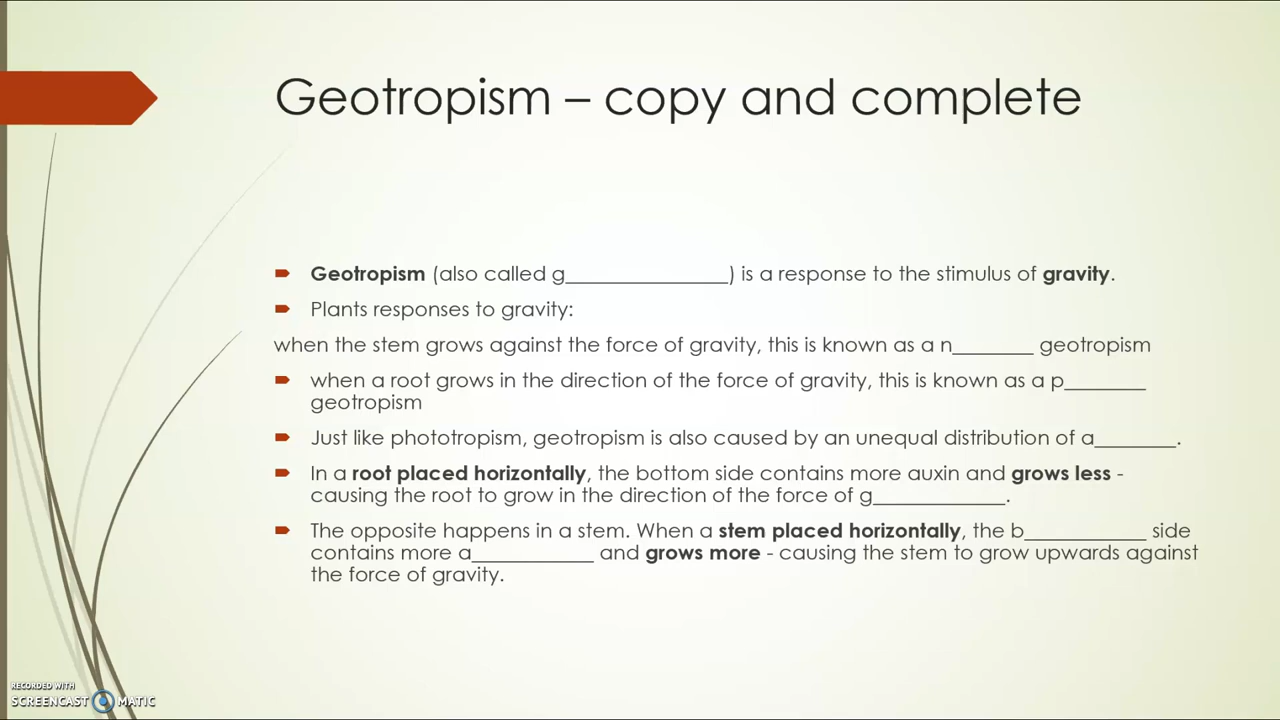 Geotropism – copy and complete
Geotropism (also called g_______________) is a response to the stimulus of gravity.
Plants responses to gravity:
when the stem grows against the force of gravity, this is known as a n________ geotropism
when a root grows in the direction of the force of gravity, this is known as a p________
geotropism
Just like phototropism, geotropism is also caused by an unequal distribution of a________.
In a root placed horizontally, the bottom side contains more auxin and grows less -
causing the root to grow in the direction of the force of g_____________.
The opposite happens in a stem. When a stem placed horizontally, the b____________ side
contains more a____________ and grows more - causing the stem to grow upwards against
the force of gravity.
RECORDED WITH
SCREENCAST MATIC